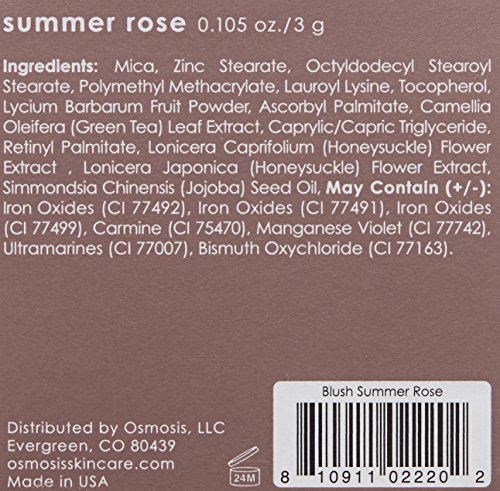 summer rose 0.105 oz./3 g
Ingredients: Mica, Zinc Stearate, Octyldodecyl Stearoyl
Stearate, Polymethyl Methacrylate, Lauroyl Lysine, Tocopherol,
Lycium Barbarum Fruit Powder, Ascorbyl Palmitate, Camellia
Oleifera (Green Tea) Leaf Extract, Caprylic/Capric Triglyceride,
Retinyl Palmitate, Lonicera Caprifolium (Honeysuckle) Flower
Extract , Lonicera Japonica (Honeysuckle) Flower Extract,
Simmondsia Chinensis (Jojoba) Seed Oil, May Contain (+/-):
Iron Oxides (CI 77492), Iron Oxides (CI 77491), Iron Oxides
(CI 77499), Carmine (CI 75470), Manganese Violet (CI 77742),
Ultramarines (CI 77007), Bismuth Oxychloride (CI 77163).
Distributed by Osmosis, LLC
Evergreen, CO 80439
osmosisskincare.com
Made in USA
24M
Blush Summer Rose
8 10911 02220 2